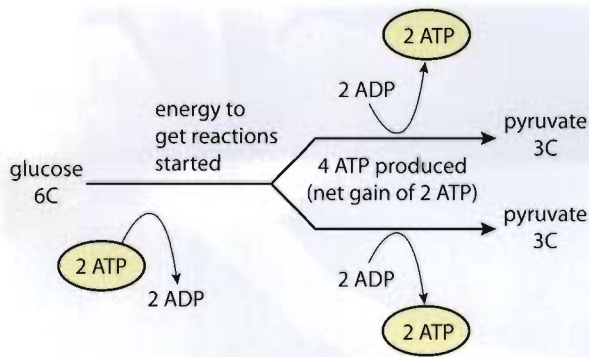 2 ATP
2 ADP
energy to
get reactions
started
pyruvate
3C
glucose
6C
4 ATP produced
(net gain of 2 ATP)
pyruvate
3C
2 ATP
2 ADP
2 ADP
2 ATP